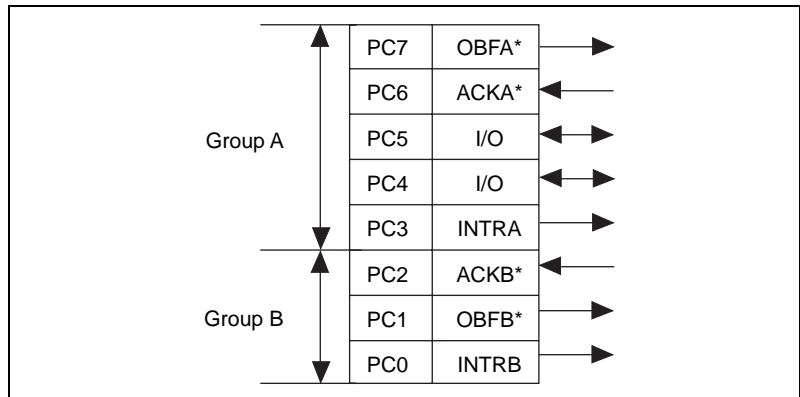 PC7 OBFA*
PC6 ACKA*
Group A PC5 I/O
PC4 I/O
PC3 INTRA
PC2 ACKB*
Group B PC1 OBFB*
PC0 INTRB